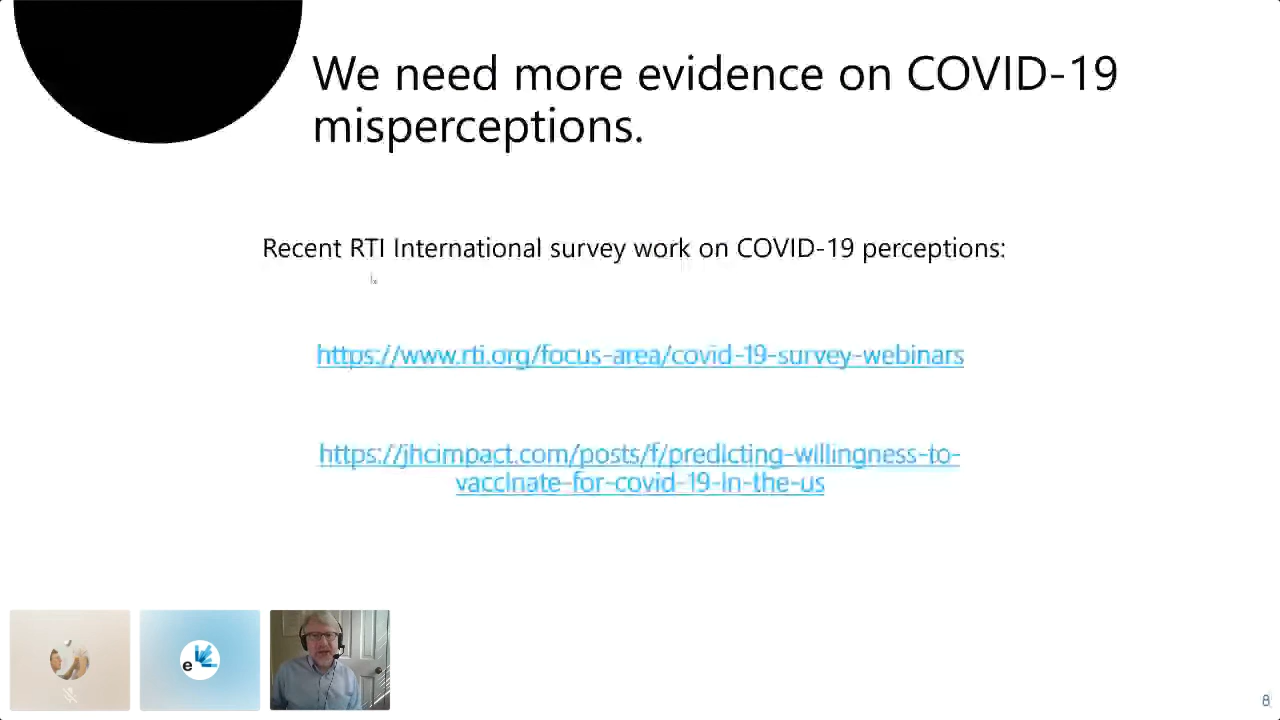 We need more evidence on COVID-19
misperceptions.
Recent RTI International survey work on COVID-19 perceptions:
https://www.rti.org/focus-area/covid-19-survey-webinars
https://jhcimpact.com/posts/f/predicting-willingness-to-
vaccinate-for-covid-19-in-the-us
e
8